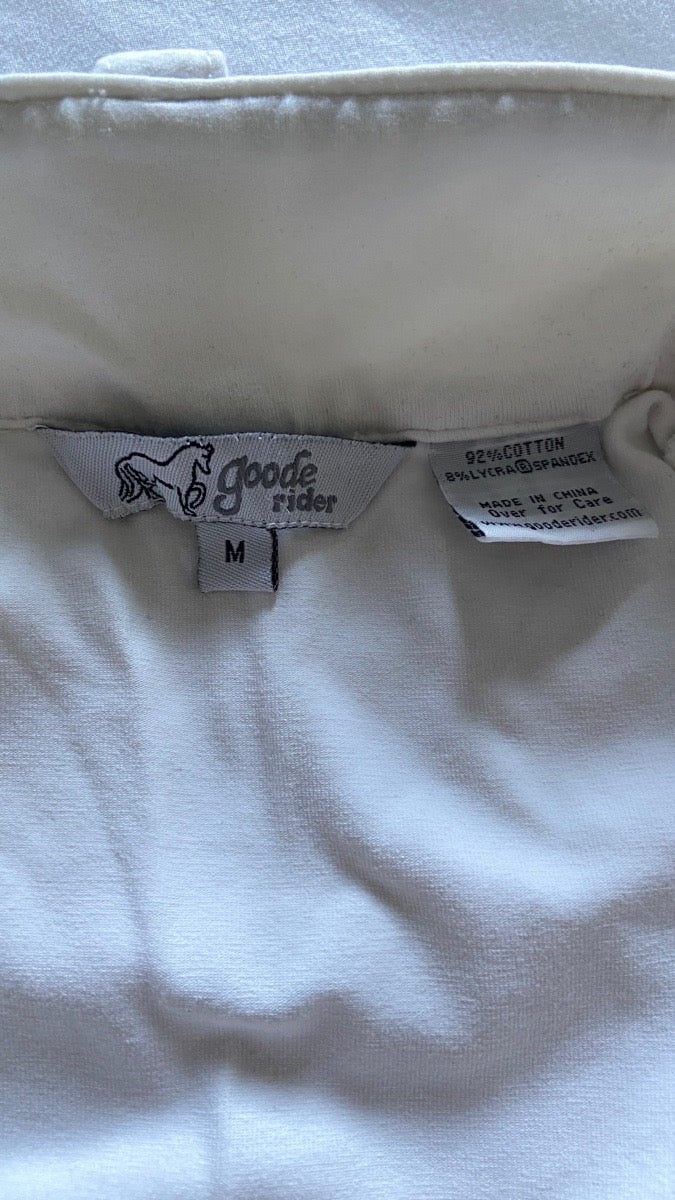 goode
rider
M
92%COTTON
8%LYCRA®SPANDEX
MADE IN CHINA
Over for Care
www.gooderider.com